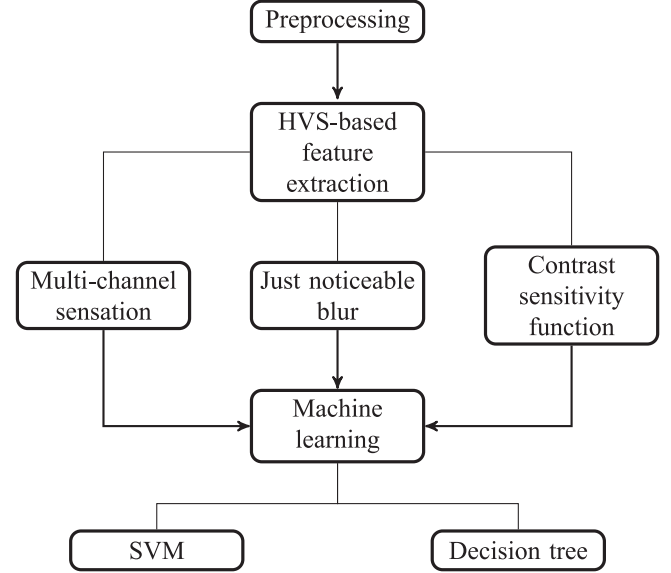 Preprocessing
HVS-based
feature
extraction
Multi-channel
sensation
Just noticeable
blur
Contrast
sensitivity
function
Machine
learning
SVM
Decision tree